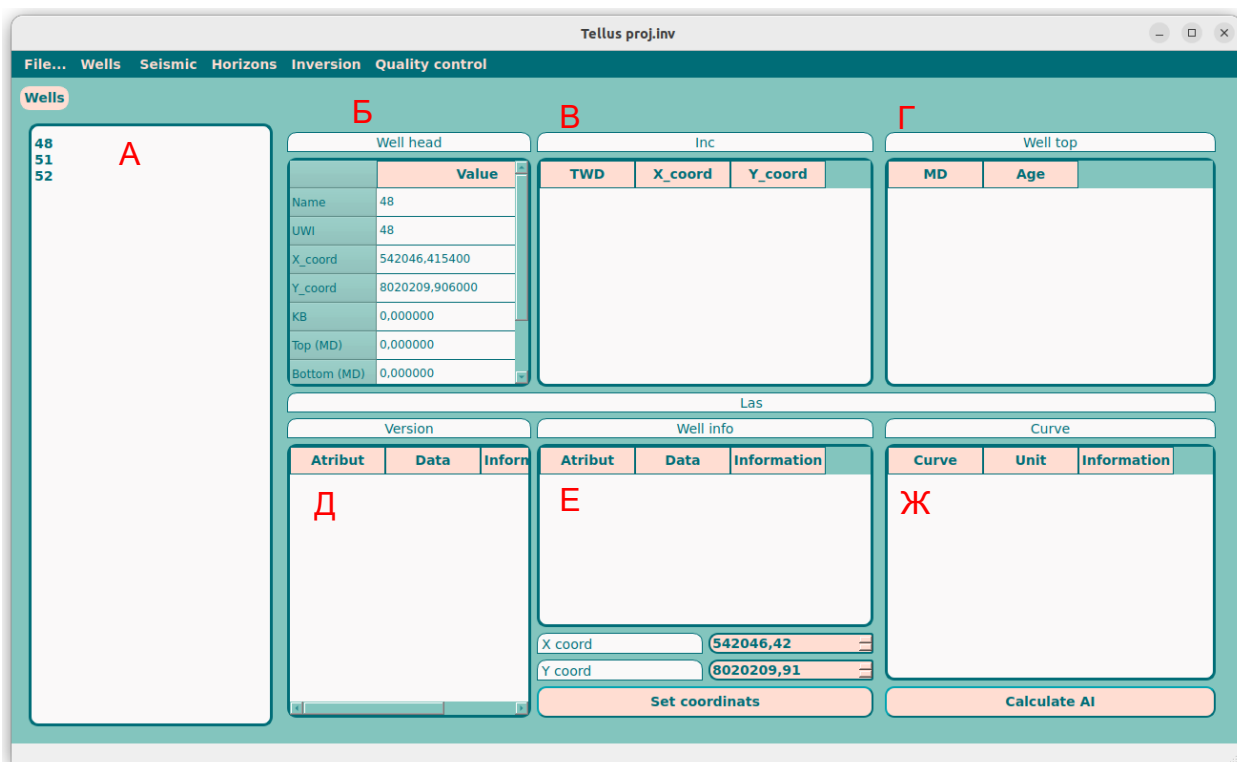 Tellus proj.inv
File... Wells Seismic Horizons Inversion Quality control
Wells
А
48
51
52
Б
Well head
Value
Name 48
UWI 48
X_coord 542046,415400
Y_coord 8020209,906000
KB 0,000000
Top (MD) 0,000000
Bottom (MD) 0,000000
В
Inc
TWD X_coord Y_coord
Г
Well top
MD Age
Las
Version
Atribut Data Inforn
Д
Well info
Atribut Data Information
Е
X coord 542046,42
Y coord 8020209,91
Set coordinats
Curve
Curve Unit Information
Ж
Calculate AI